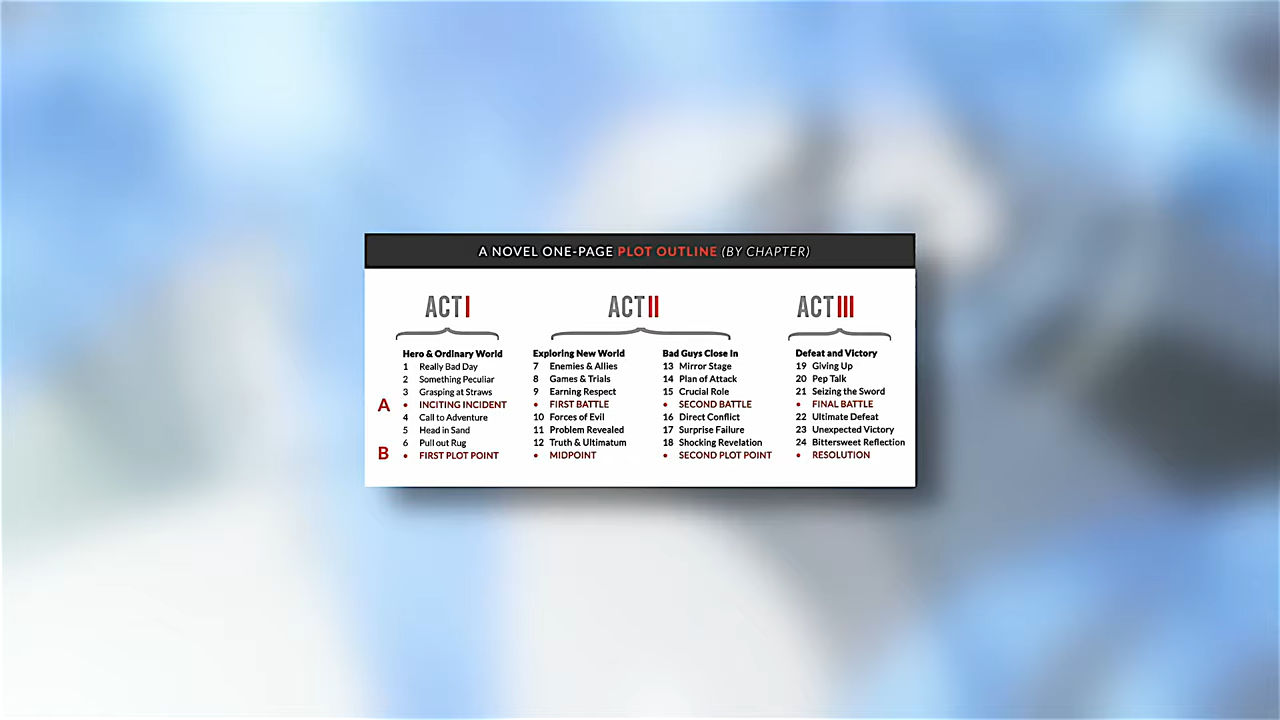 A NOVEL ONE-PAGE PLOT OUTLINE (BY CHAPTER)
ACT I
Hero & Ordinary World
1 Really Bad Day
2 Something Peculiar
3 Grasping at Straws
A • INCITING INCIDENT
4 Call to Adventure
5 Head in Sand
6 Pull out Rug
B • FIRST PLOT POINT
ACT II
Exploring New World
7 Enemies & Allies
8 Games & Trials
9 Earning Respect
• FIRST BATTLE
10 Forces of Evil
11 Problem Revealed
12 Truth & Ultimatum
• MIDPOINT
Bad Guys Close In
13 Mirror Stage
14 Plan of Attack
15 Crucial Role
• SECOND BATTLE
16 Direct Conflict
17 Surprise Failure
18 Shocking Revelation
• SECOND PLOT POINT
ACT III
Defeat and Victory
19 Giving Up
20 Pep Talk
21 Seizing the Sword
• FINAL BATTLE
22 Ultimate Defeat
23 Unexpected Victory
24 Bittersweet Reflection
• RESOLUTION